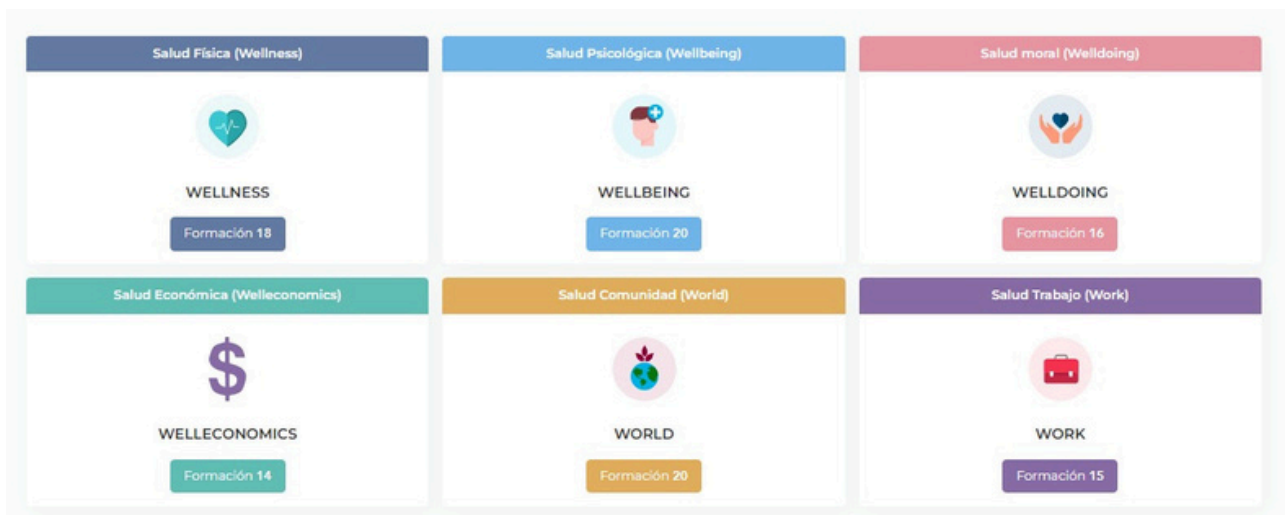 Salud Física (Wellness)
Salud Psicológica (Wellbeing)
Salud moral (Welldoing)
WELLNESS
WELLBEING
WELLDOING
Formación 18
Formación 20
Formación 16
Salud Económica (Welleconomics)
Salud Comunidad (World)
Salud Trabajo (Work)
$
WELLECONOMICS
WORLD
WORK
Formación 14
Formación 20
Formación 15